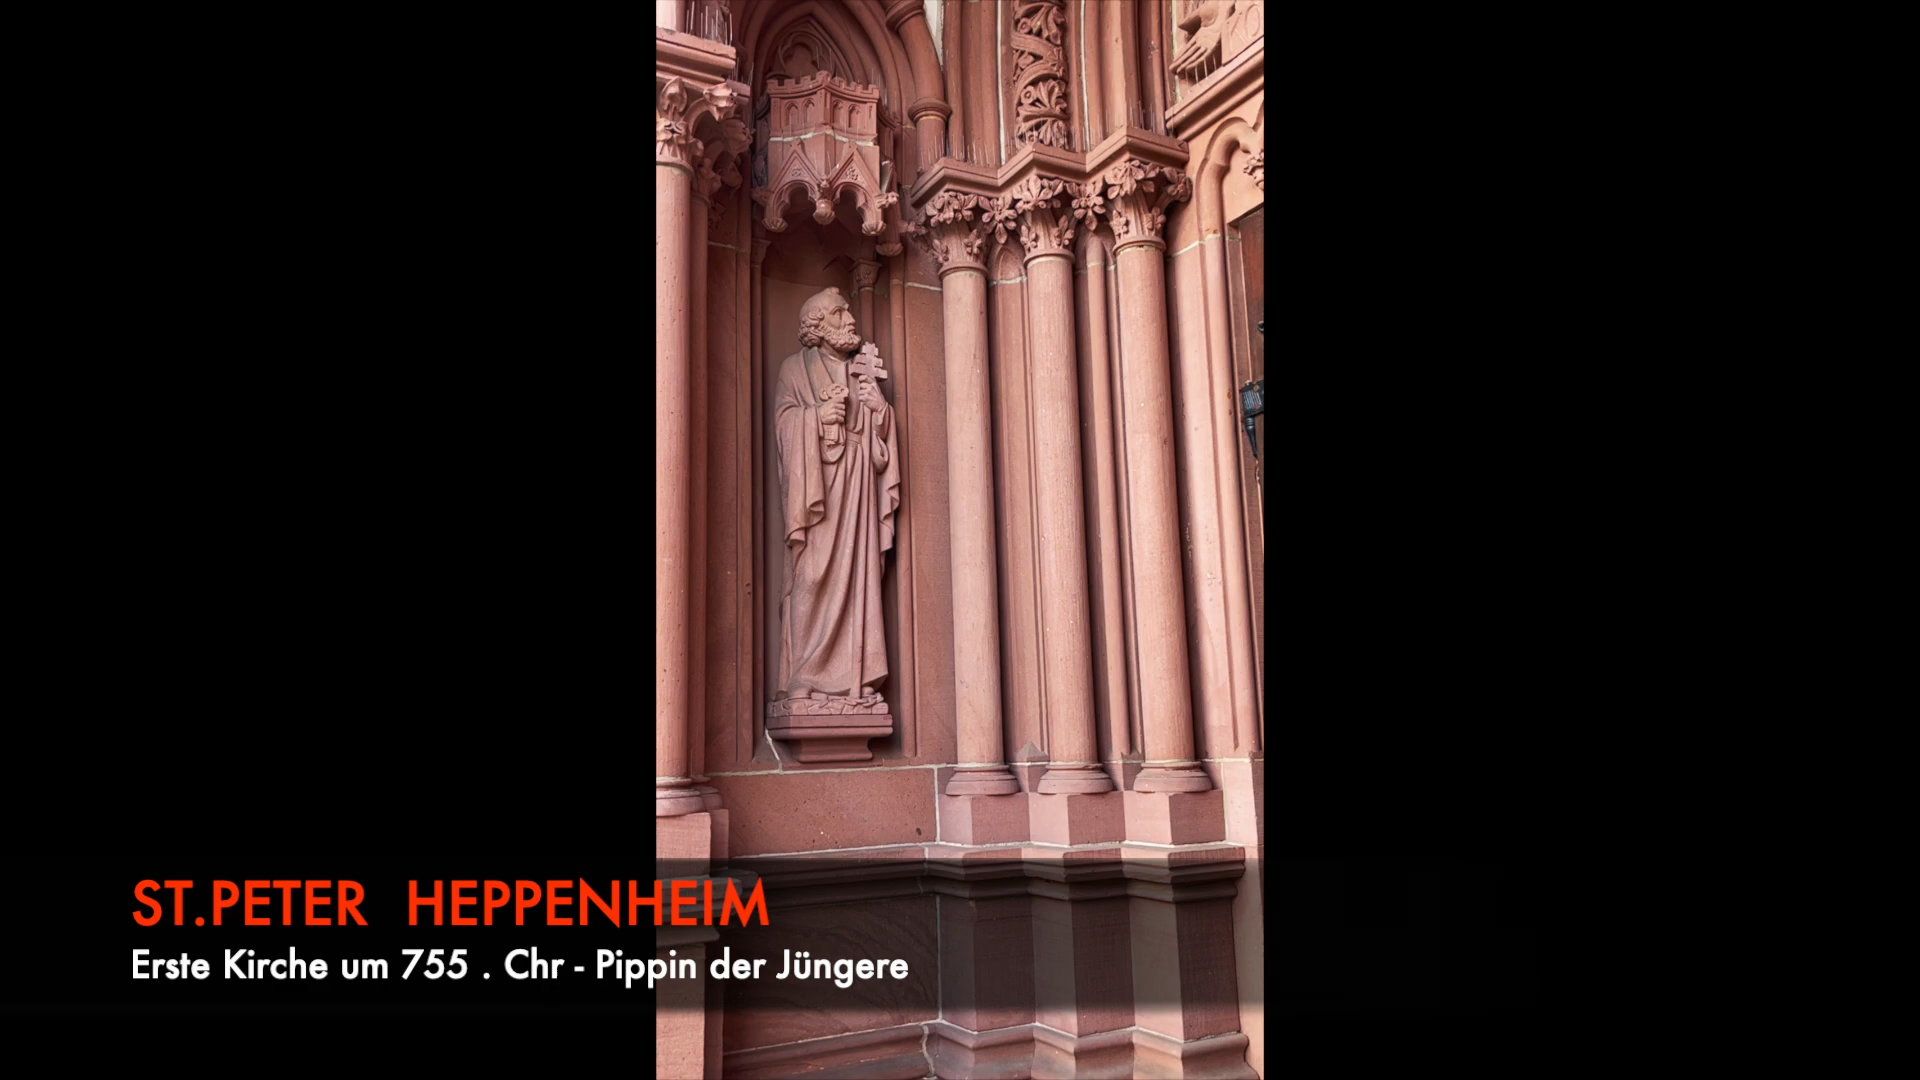 ST.PETER HEPPENHEIM
Erste Kirche um 755 . Chr - Pippin der Jüngere